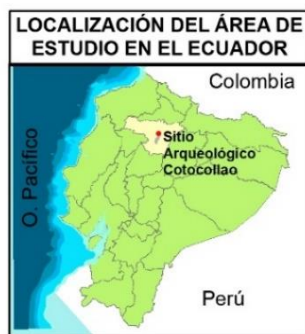 LOCALIZACIÓN DEL ÁREA DE
ESTUDIO EN EL ECUADOR
Colombia
O. Pacífico
Sitio
Arqueológico
Cotocollao
Perú